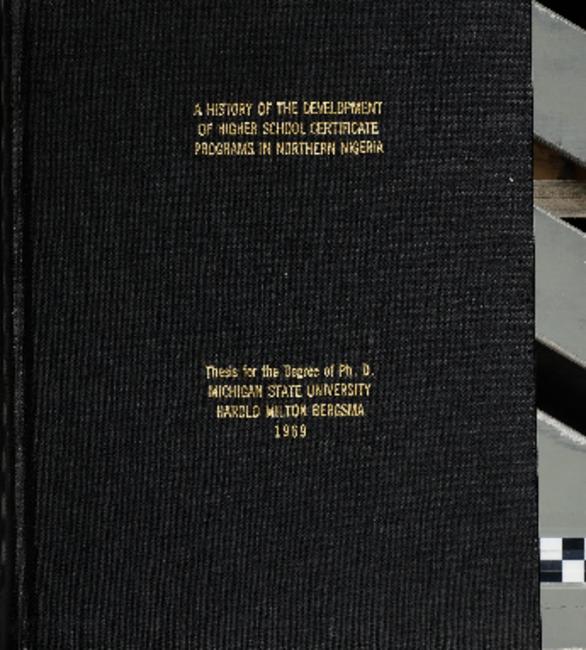 A HISTORY OF THE DEVELOPMENT
OF HIGHER SCHOOL CERTIFICATE
PROGRAMS IN NORTHERN NIGERIA
Thesis for the Degree of Ph. D.
MICHIGAN STATE UNIVERSITY
HAROLD MILTON BERGSMA
1969